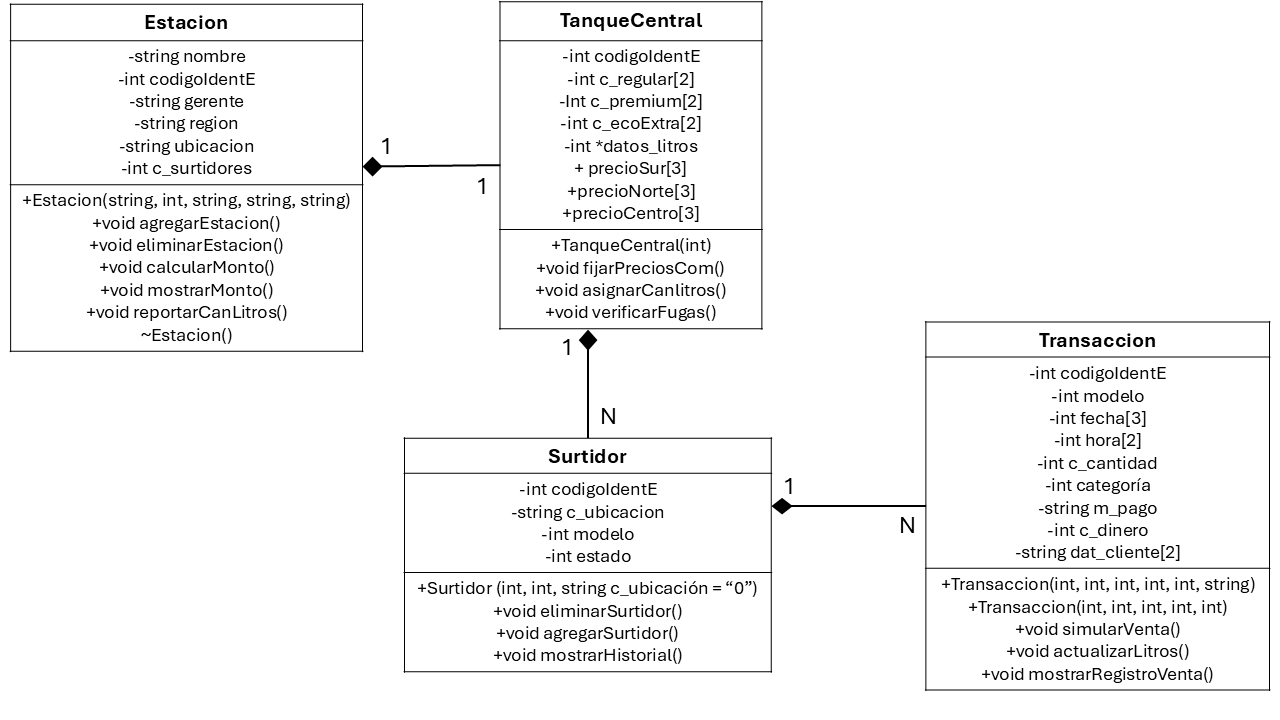 Estacion
-string nombre
-int codigoIdentE
-string gerente
-string region
-string ubicacion
-int c_surtidores
+Estacion(string, int, string, string, string)
+void agregarEstacion()
+void eliminarEstacion()
+void calcularMonto()
+void mostrarMonto()
+void reportarCanLitros()
~Estacion()
1
1
TanqueCentral
-int codigoIdentE
-int c_regular[2]
-Int c_premium[2]
-int c_ecoExtra[2]
-int *datos_litros
+ precioSur[3]
+precioNorte[3]
+precioCentro[3]
+TanqueCentral(int)
+void fijarPreciosCom()
+void asignarCanlitros()
+void verificarFugas()
1
N
Surtidor
-int codigoIdentE
-string c_ubicacion
-int modelo
-int estado
+Surtidor (int, int, string c_ubicación = “0”)
+void eliminarSurtidor()
+void agregarSurtidor()
+void mostrarHistorial()
1
N
Transaccion
-int codigoIdentE
-int modelo
-int fecha[3]
-int hora[2]
-int c_cantidad
-int categoría
-string m_pago
-int c_dinero
-string dat_cliente[2]
+Transaccion(int, int, int, int, int, string)
+Transaccion(int, int, int, int, int)
+void simularVenta()
+void actualizarLitros()
+void mostrarRegistroVenta()